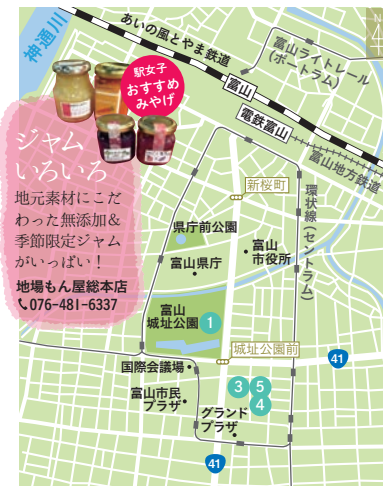 神通川
あいの風とやま鉄道
N
富山ライトレール
(ポートラム)
駅女子
おすすめ
みやげ
富山
電鉄富山
富山地方鉄道
ジャム
いろいろ
地元素材にこだ
わった無添加&
季節限定ジャム
がいっぱい!
地場もん屋総本店
076-481-6337
新桜町
環状線(セントラム)
県庁前公園
富山
市役所
富山県庁
富山
城址公園
1
城址公園前
41
国際会議場
富山市民
プラザ
3
5
4
グランド
プラザ
41